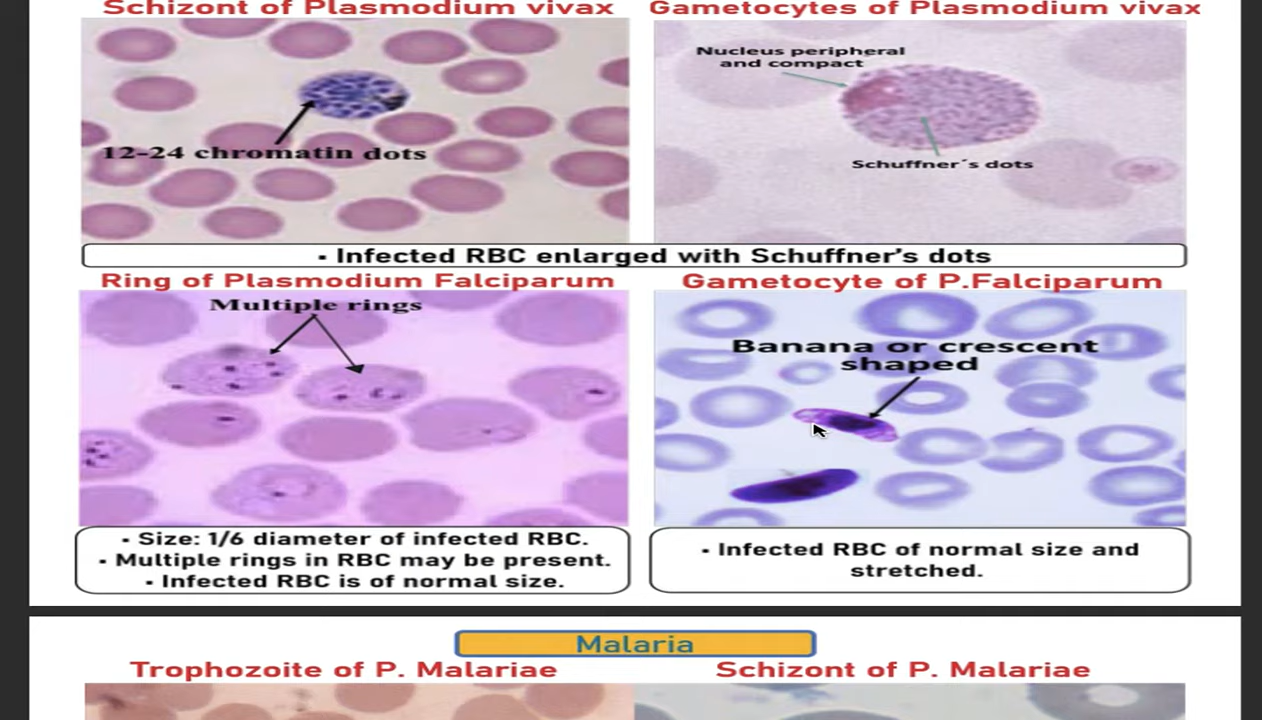 Schizont of Plasmodium vivax
Gametocytes of Plasmodium vivax
12-24 chromatin dots
Nucleus peripheral
and compact
Schuffner´s dots
▪ Infected RBC enlarged with Schuffner's dots
Ring of Plasmodium Falciparum
Gametocyte of P.Falciparum
Multiple rings
Banana or crescent
shaped
▪ Size: 1/6 diameter of infected RBC.
▪ Multiple rings in RBC may be present.
▪ Infected RBC is of normal size.
▪ Infected RBC of normal size and
stretched.
Malaria
Trophozoite of P. Malariae
Schizont of P. Malariae